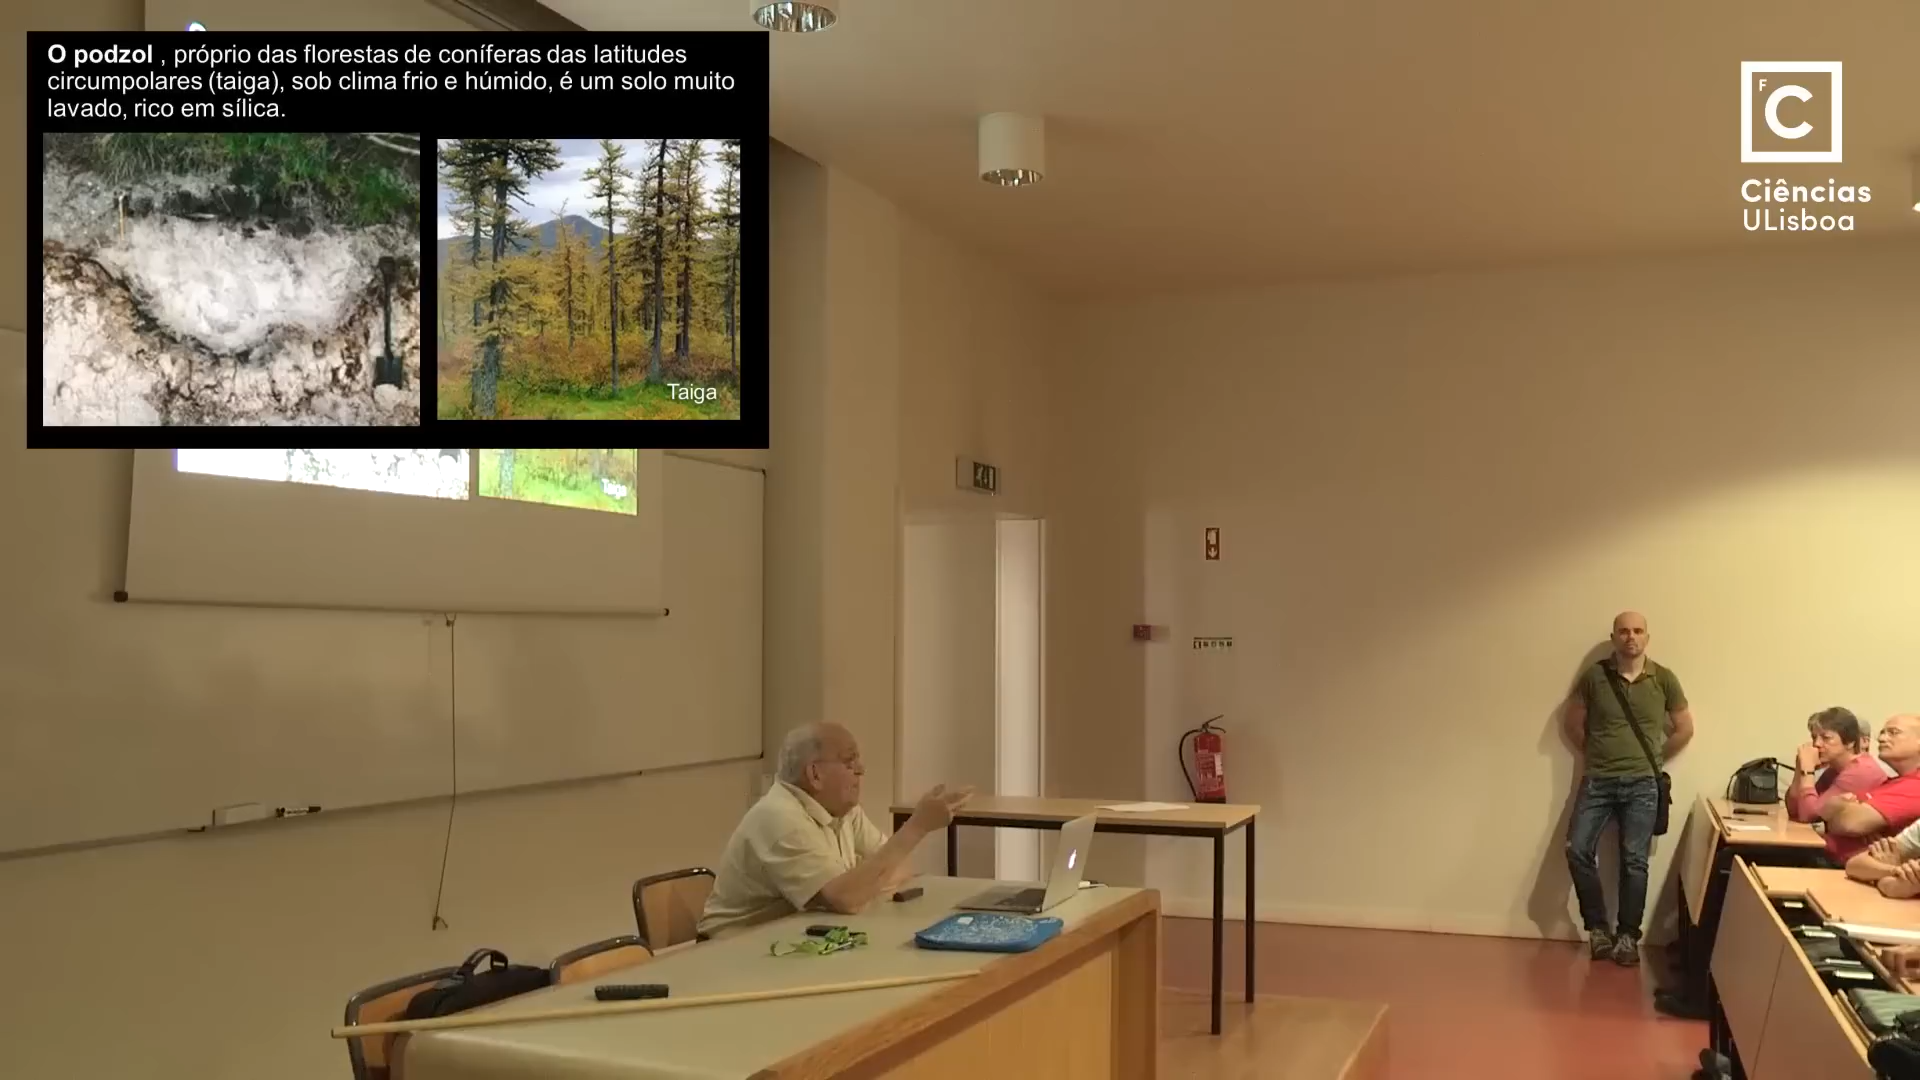 O podzol , próprio das florestas de coníferas das latitudes
circumpolares (taiga), sob clima frio e húmido, é um solo muito
lavado, rico em sílica.
Taiga
Taiga
F
C
Ciências
ULisboa